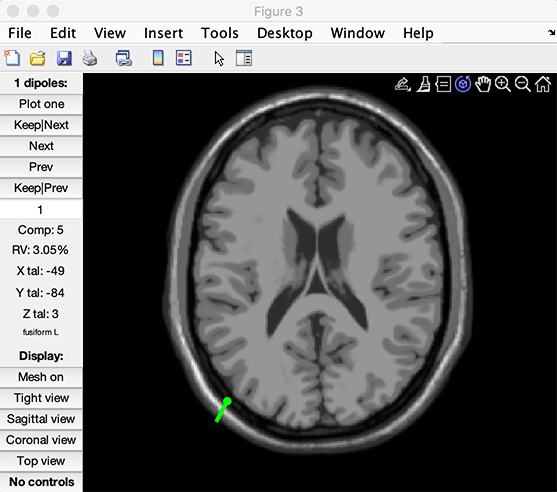 Figure 3
File Edit View Insert Tools Desktop Window Help
1 dipoles:
Plot one
Keep|Next
Next
Prev
Keep|Prev
1
Comp: 5
RV: 3.05%
X tal: -49
Y tal: -84
Z tal: 3
fusiform L
Display:
Mesh on
Tight view
Sagittal view
Coronal view
Top view
No controls